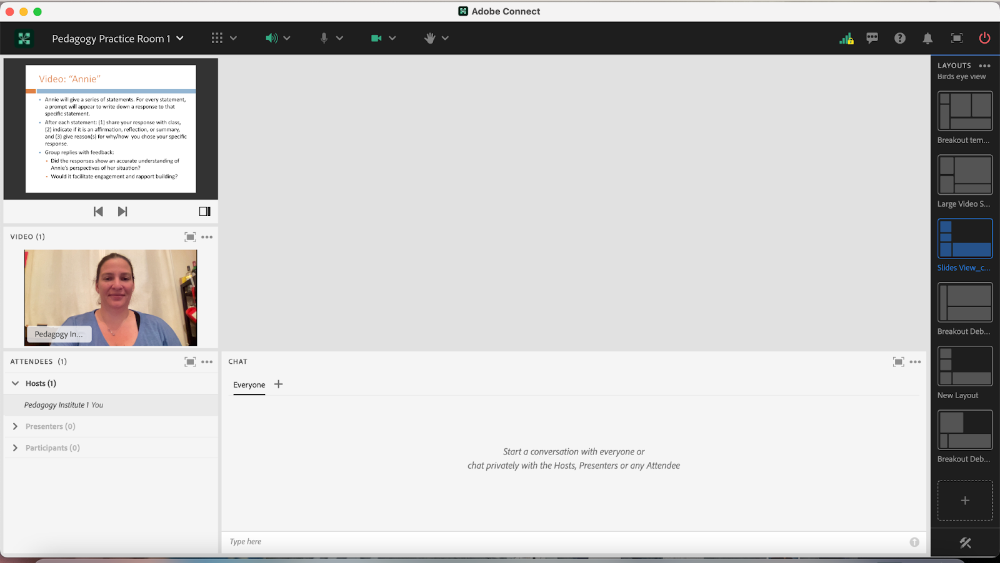 Adobe Connect
Pedagogy Practice Room 1
Video: “Annie”
• Annie will give a series of statements. For every statement,
a prompt will appear to write down a response to that
specific statement.
• After each statement: (1) share your response with class,
(2) indicate if it is an affirmation, reflection, or summary,
and (3) give reason(s) for why/how you chose your specific
response.
• Group replies with feedback:
• Did the responses show an accurate understanding of
Annie’s perspectives of her situation?
• Would it facilitate engagement and rapport building?
VIDEO (1)
Pedagogy In...
ATTENDEES (1)
Hosts (1)
Pedagogy Institute 1 You
Presenters (0)
Participants (0)
CHAT
Everyone
Start a conversation with everyone or
chat privately with the Hosts, Presenters or any Attendee
Type here
LAYOUTS
Birds eye view
Breakout tem...
Large Video S...
Slides View_c...
Breakout Deb...
New Layout
Breakout Deb...